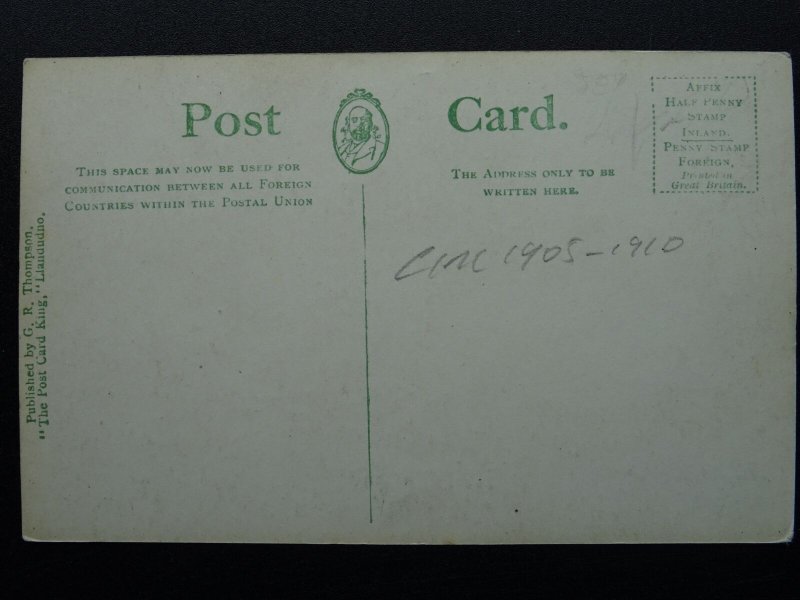 Post Card.
THIS SPACE MAY NOW BE USED FOR
COMMUNICATION BETWEEN ALL FOREIGN
COUNTRIES WITHIN THE POSTAL UNION
THE ADDRESS ONLY TO BE
WRITTEN HERE.
AFFIX
HALF PENNY
STAMP
INLAND.
PENNY STAMP
FOREIGN.
Printed in
Great Britain.
1905-1910
Published by G. R. Thompson,
"The Post Card King," Llandudno.